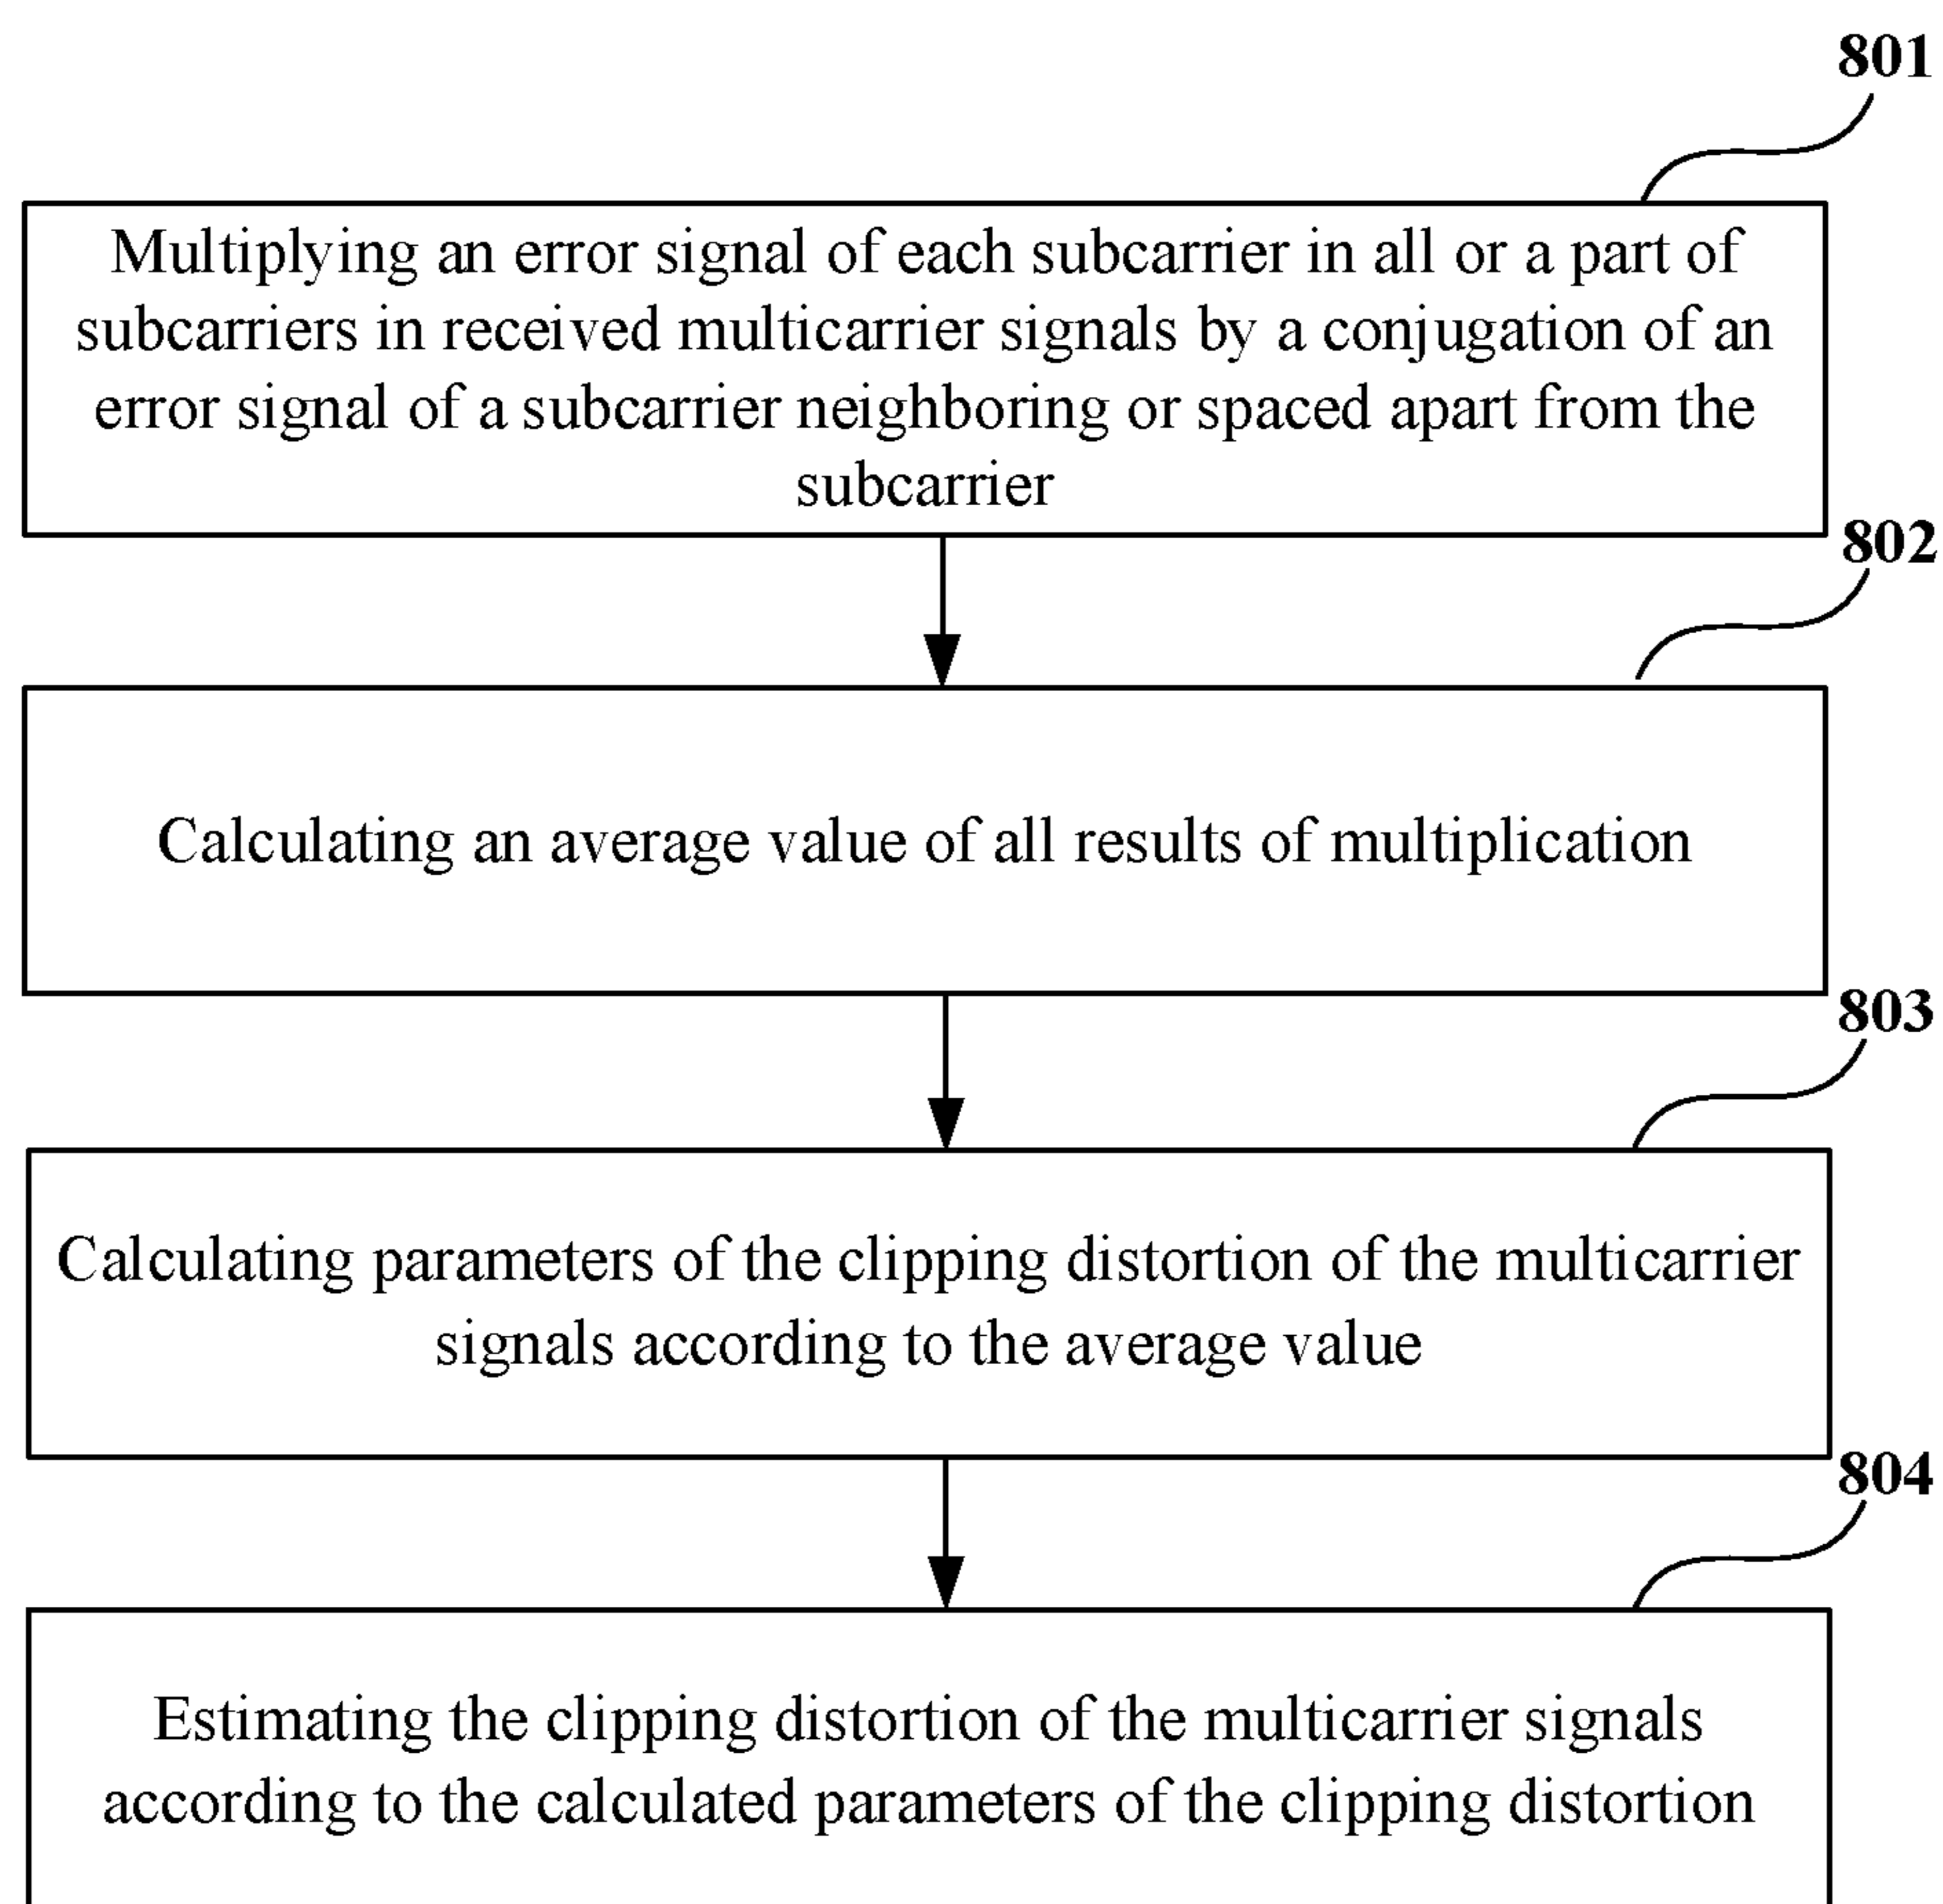 801
Multiplying an error signal of each subcarrier in all or a part of
subcarriers in received multicarrier signals by a conjugation of an
error signal of a subcarrier neighboring or spaced apart from the
subcarrier
802
Calculating an average value of all results of multiplication
803
Calculating parameters of the clipping distortion of the multicarrier
signals according to the average value
804
Estimating the clipping distortion of the multicarrier signals
according to the calculated parameters of the clipping distortion